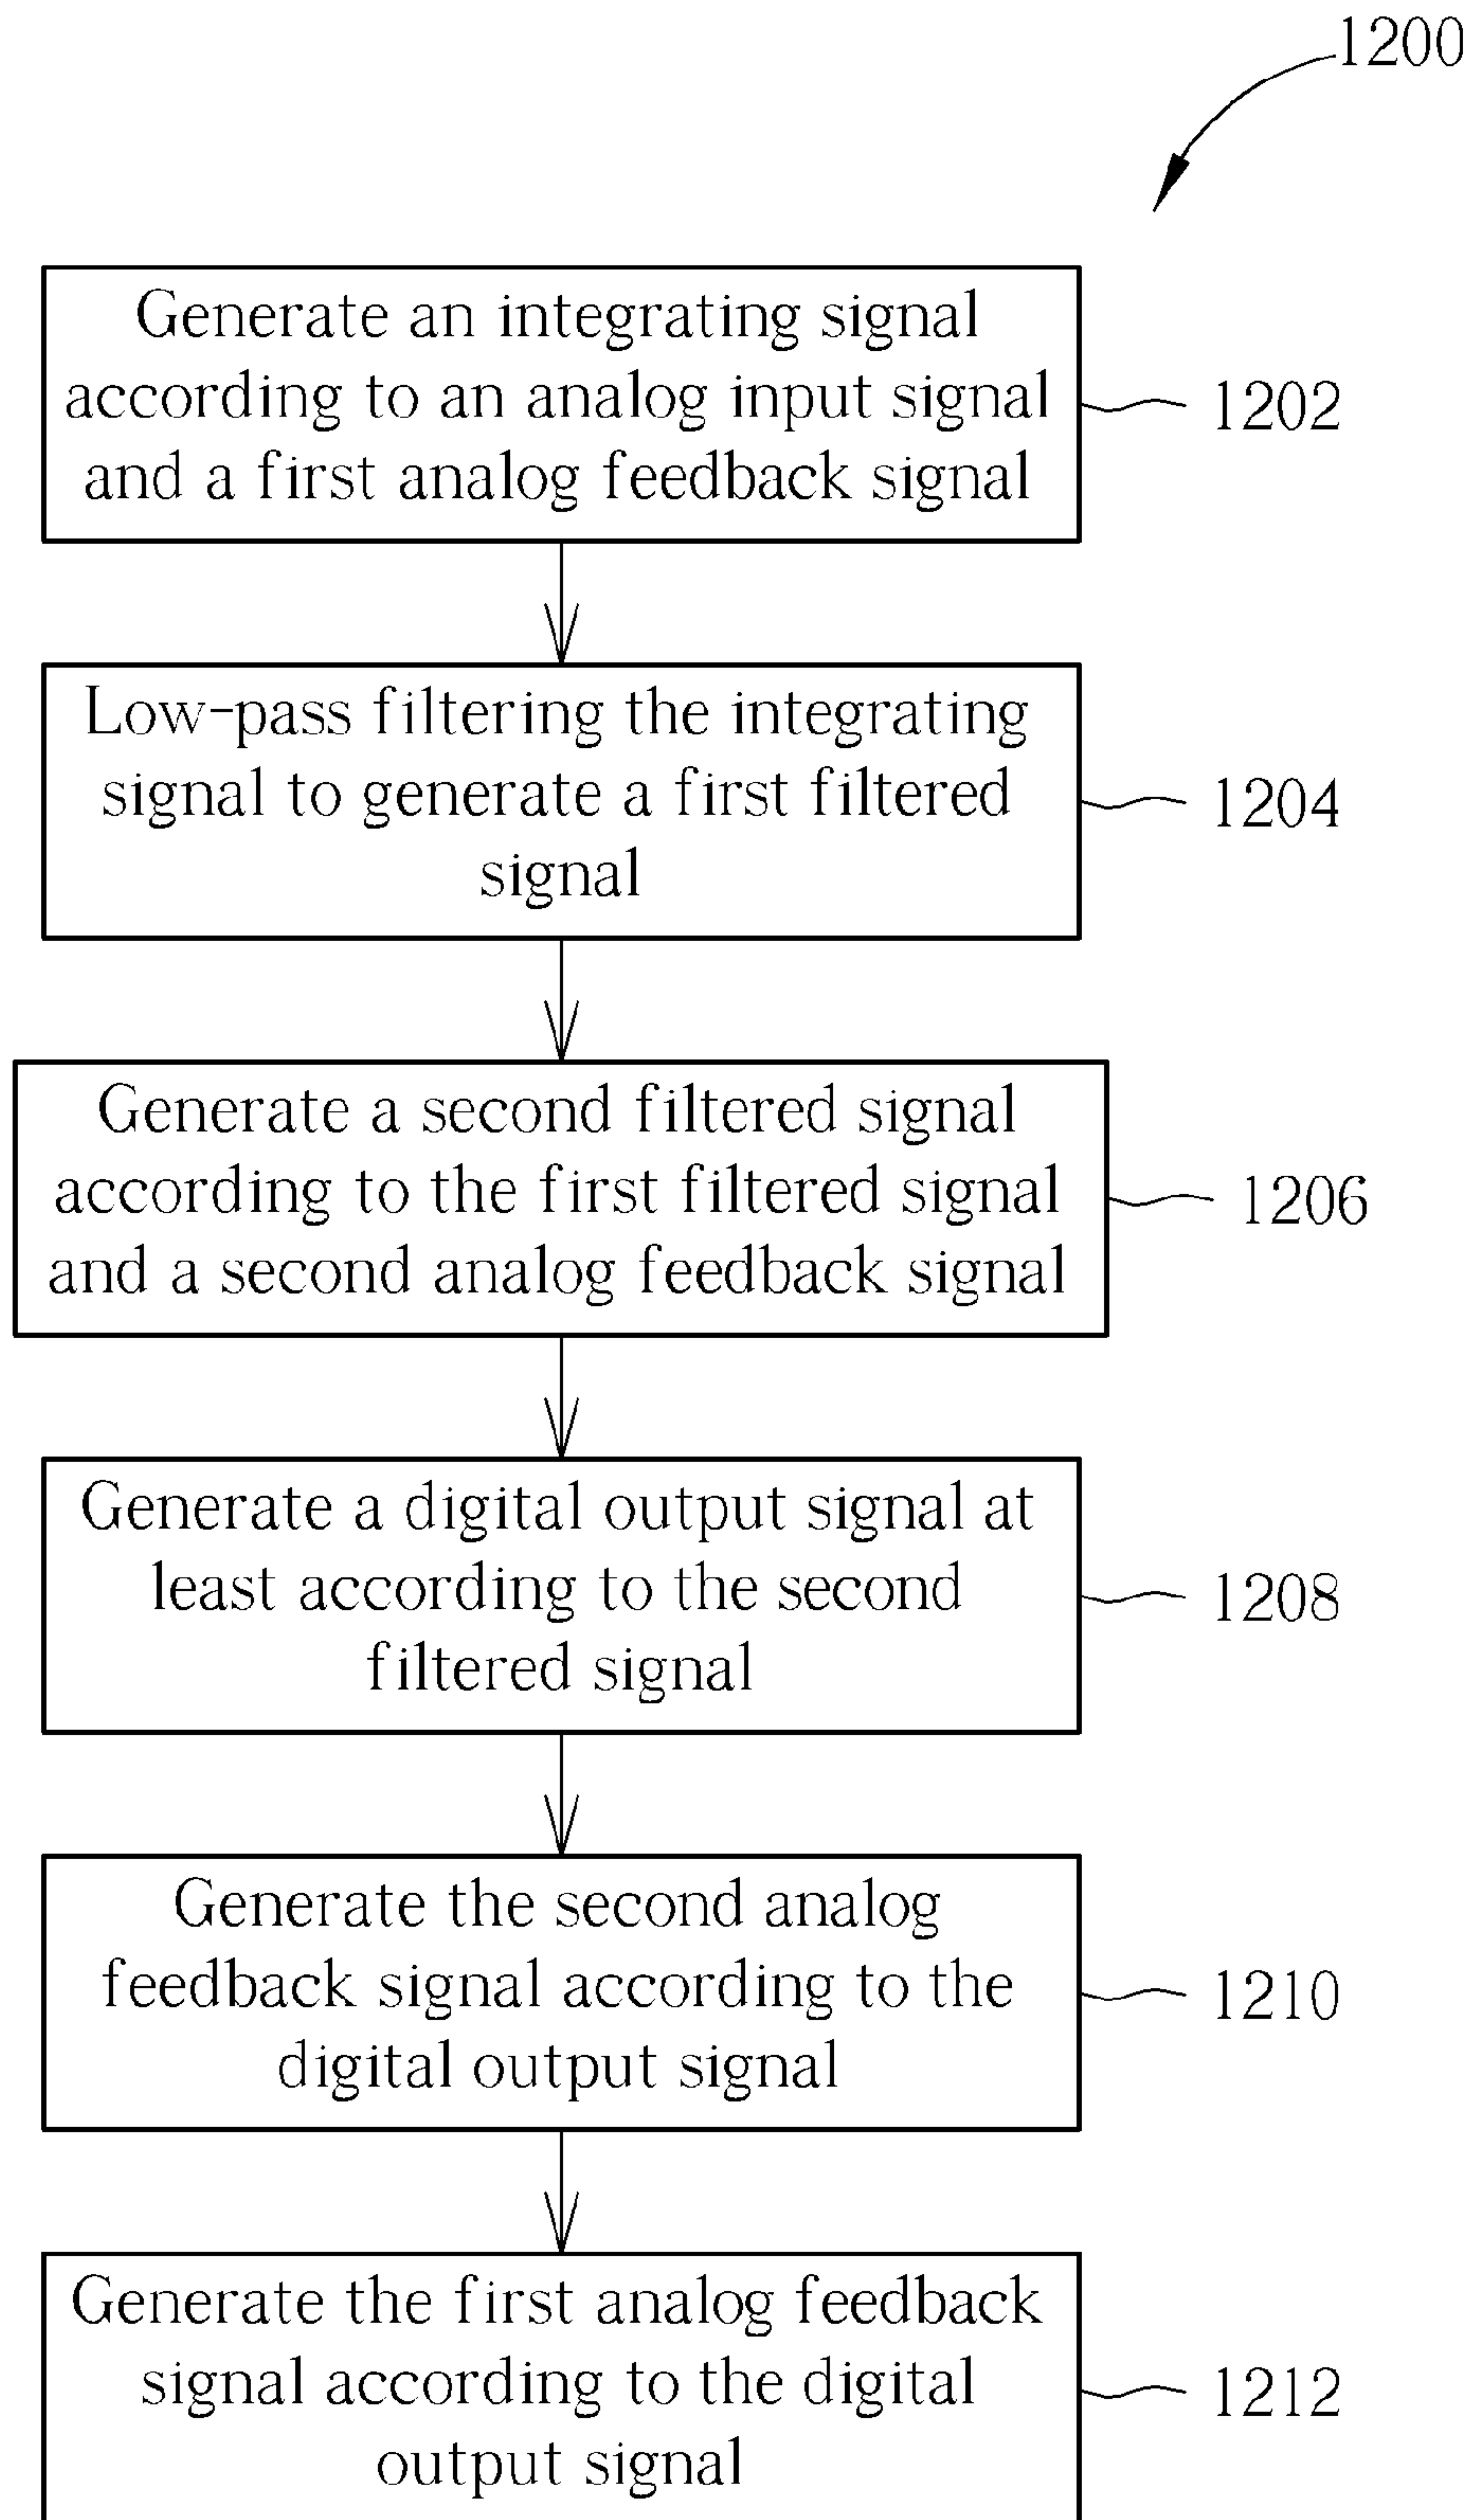 1200
Generate an integrating signal
according to an analog input signal
and a first analog feedback signal
1202
Low-pass filtering the integrating
signal to generate a first filtered
signal
1204
Generate a second filtered signal
according to the first filtered signal
and a second analog feedback signal
1206
Generate a digital output signal at
least according to the second
filtered signal
1208
Generate the second analog
feedback signal according to the
digital output signal
1210
Generate the first analog feedback
signal according to the digital
output signal
1212